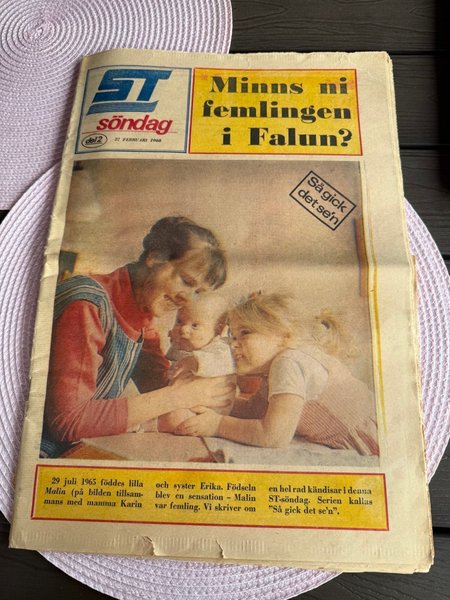 ST
söndag
del 2
FEBRUARI
Minns ni
femlingen
i Falun?
Så gick
det se'n
29 juli 1965 föddes lilla
Malin (på bilden tillsam-
mans med mamma Karin
och syster Erika. Födseln
blev en sensation – Malin
var femling. Vi skriver om
en hel rad kändisar i denna
ST-söndag. Serien kallas
"Så gick det se'n".